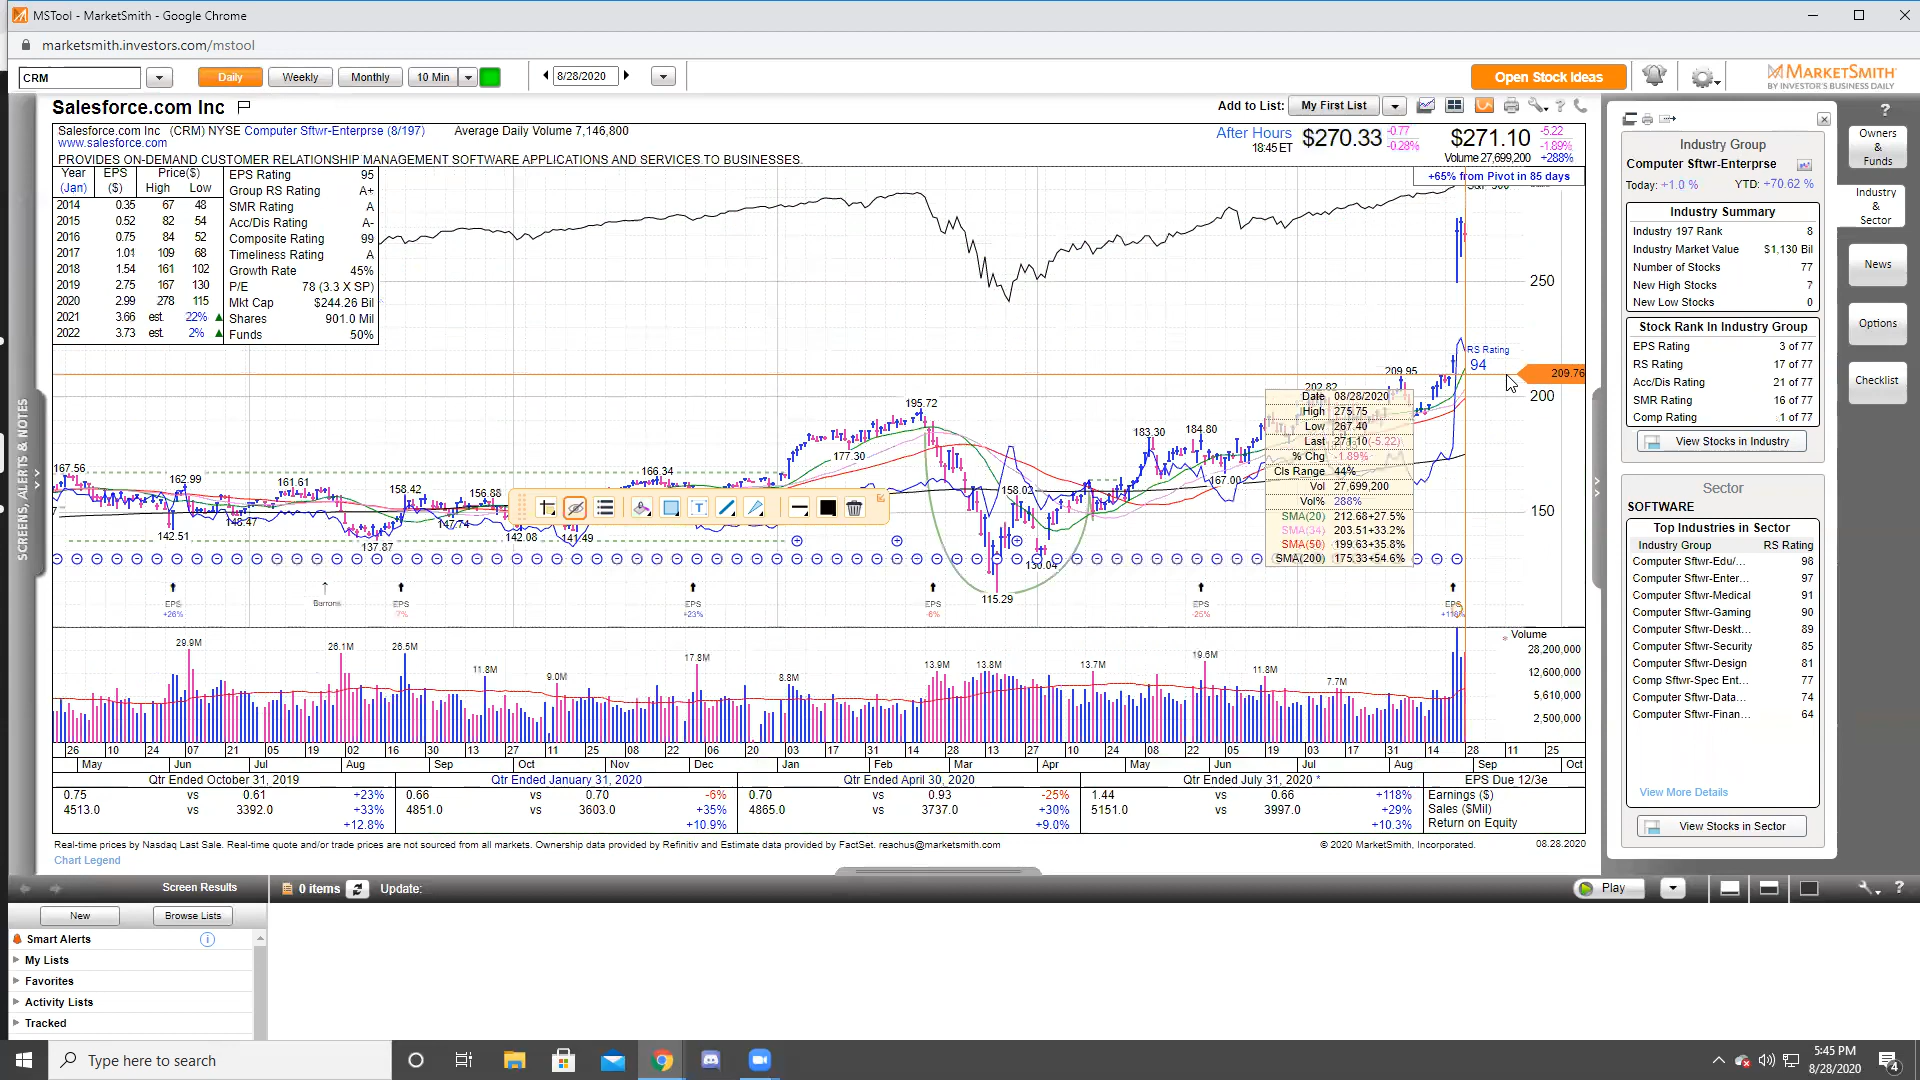 MSTool - MarketSmith - Google Chrome
marketsmith.investors.com/mstool
CRM
Daily
Weekly
Monthly
10 Min
8/28/2020
Open Stock Ideas
MARKETSMITH
BY INVESTOR'S BUSINESS DAILY
Salesforce.com Inc
Add to List:
My First List
Salesforce.com Inc (CRM) NYSE Computer Sftwr-Enterprse (8/197) Average Daily Volume 7,146,800
www.salesforce.com
PROVIDES ON-DEMAND CUSTOMER RELATIONSHIP MANAGEMENT SOFTWARE APPLICATIONS AND SERVICES TO BUSINESSES.
After Hours
18:45 ET
$270.33
-0.77
-0.28%
$271.10
-5.22
-1.89%
Volume 27,699,200 +288%
+65% from Pivot in 85 days
Year (Jan) EPS ($) Price($) High Low
2014 0.35 67 48
2015 0.52 82 54
2016 0.75 84 52
2017 1.01 109 68
2018 1.54 161 102
2019 2.75 167 130
2020 2.99 278 115
2021 3.66 est. 22%
2022 3.73 est. 2%
EPS Rating 95
Group RS Rating A+
SMR Rating A
Acc/Dis Rating A-
Composite Rating 99
Timeliness Rating A
Growth Rate 45%
P/E 78 (3.3 X SP)
Mkt Cap $244.26 Bil
Shares 901.0 Mil
Funds 50%
250
200
150
RS Rating
94
209.76
209.95
202.82
195.72
183.30
184.80
177.30
167.00
167.56
162.99
161.61
158.42
156.88
166.34
158.02
148.47
147.74
142.51
137.87
142.08
141.49
130.04
115.29
Date 08/28/2020
High 275.75
Low 267.40
Last 271.10 (-5.22)
% Chg -1.89%
Cls Range 44%
Vol 27,699,200
Vol% 288%
SMA(20) 212.68+27.5%
SMA(34) 203.51+33.2%
SMA(50) 199.63+35.8%
SMA(200) 175.33+54.6%
EPS +26%
Barrons
EPS -7%
EPS +23%
EPS -6%
EPS -25%
EPS +118%
Volume
28,200,000
12,600,000
5,610,000
2,500,000
29.9M
26.1M
26.5M
11.8M
9.0M
17.8M
8.8M
13.9M
13.8M
13.7M
19.6M
11.8M
7.7M
26 10 24 07 21 05 19 02 16 30 13 27 11 25 08 22 06 20 03 17 31 14 28 13 27 10 24 08 22 05 19 03 17 31 14 28 11 25
May Jun Jul Aug Sep Oct Nov Dec Jan Feb Mar Apr May Jun Jul Aug Sep Oct
Qtr Ended October 31, 2019
0.75 vs 0.61 +23%
4513.0 vs 3392.0 +33%
+12.8%
Qtr Ended January 31, 2020
0.66 vs 0.70 -6%
4851.0 vs 3603.0 +35%
+10.9%
Qtr Ended April 30, 2020
0.70 vs 0.93 -25%
4865.0 vs 3737.0 +30%
+9.0%
Qtr Ended July 31, 2020 *
1.44 vs 0.66 +118%
5151.0 vs 3997.0 +29%
+10.3%
EPS Due 12/3e
Earnings ($)
Sales ($Mil)
Return on Equity
Real-time prices by Nasdaq Last Sale. Real-time quote and/or trade prices are not sourced from all markets. Ownership data provided by Refinitiv and Estimate data provided by FactSet. reachus@marketsmith.com
© 2020 MarketSmith, Incorporated.
08.28.2020
Chart Legend
SCREENS, ALERTS & NOTES
Industry Group
Computer Sftwr-Enterprse
Today: +1.0 % YTD: +70.62 %
Industry Summary
Industry 197 Rank 8
Industry Market Value $1,130 Bil
Number of Stocks 77
New High Stocks 7
New Low Stocks 0
Stock Rank In Industry Group
EPS Rating 3 of 77
RS Rating 17 of 77
Acc/Dis Rating 21 of 77
SMR Rating 16 of 77
Comp Rating 1 of 77
View Stocks in Industry
Sector
SOFTWARE
Top Industries in Sector
Industry Group RS Rating
Computer Sftwr-Edu/... 98
Computer Sftwr-Enter... 97
Computer Sftwr-Medical 91
Computer Sftwr-Gaming 90
Computer Sftwr-Deskt... 89
Computer Sftwr-Security 85
Computer Sftwr-Design 81
Comp Sftwr-Spec Ent... 77
Computer Sftwr-Data... 74
Computer Sftwr-Finan... 64
View More Details
View Stocks in Sector
Owners & Funds
Industry & Sector
News
Options
Checklist
Screen Results
0 items
Update:
Play
New
Browse Lists
Smart Alerts
My Lists
Favorites
Activity Lists
Tracked
Type here to search
5:45 PM
8/28/2020
4